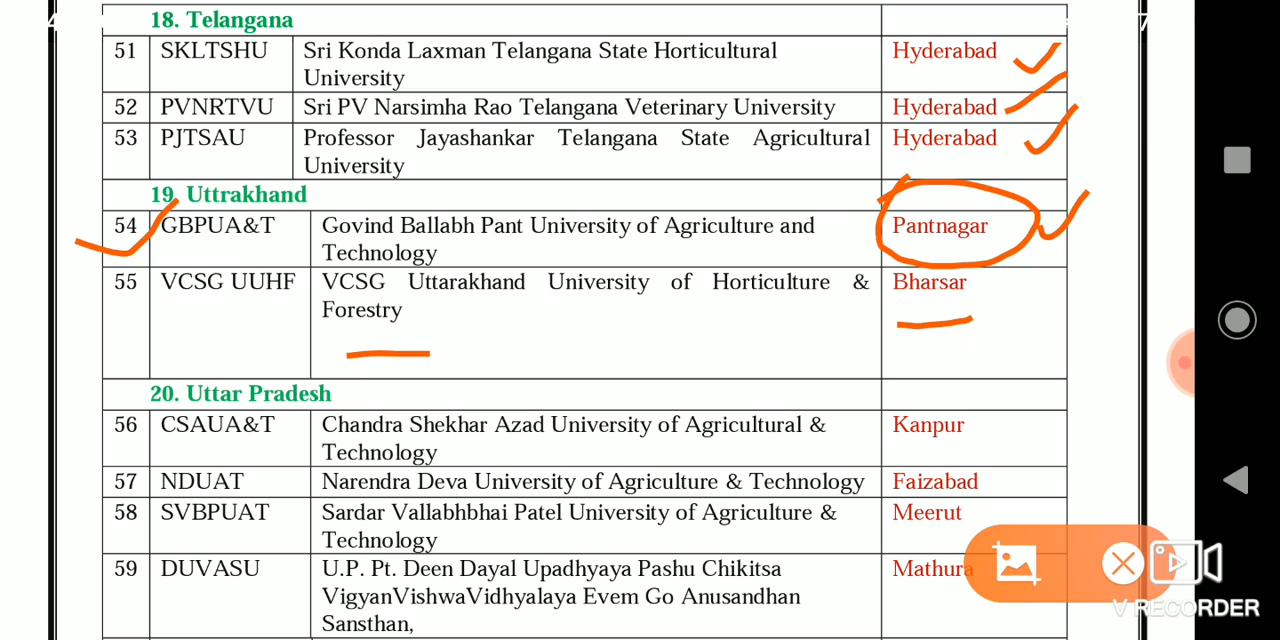 18. Telangana
51 SKLTSHU Sri Konda Laxman Telangana State Horticultural Hyderabad
University
52 PVNRTVU Sri PV Narsimha Rao Telangana Veterinary University Hyderabad
53 PJTSAU Professor Jayashankar Telangana State Agricultural Hyderabad
University
19. Uttrakhand
54 GBPUA&T Govind Ballabh Pant University of Agriculture and Pantnagar
Technology
55 VCSG UUHF VCSG Uttarakhand University of Horticulture & Bharsar
Forestry
20. Uttar Pradesh
56 CSAUA&T Chandra Shekhar Azad University of Agricultural & Kanpur
Technology
57 NDUAT Narendra Deva University of Agriculture & Technology Faizabad
58 SVBPUAT Sardar Vallabhbhai Patel University of Agriculture & Meerut
Technology
59 DUVASU U.P. Pt. Deen Dayal Upadhyaya Pashu Chikitsa Mathura
VigyanVishwaVidhyalaya Evem Go Anusandhan
Sansthan,
V RECORDER